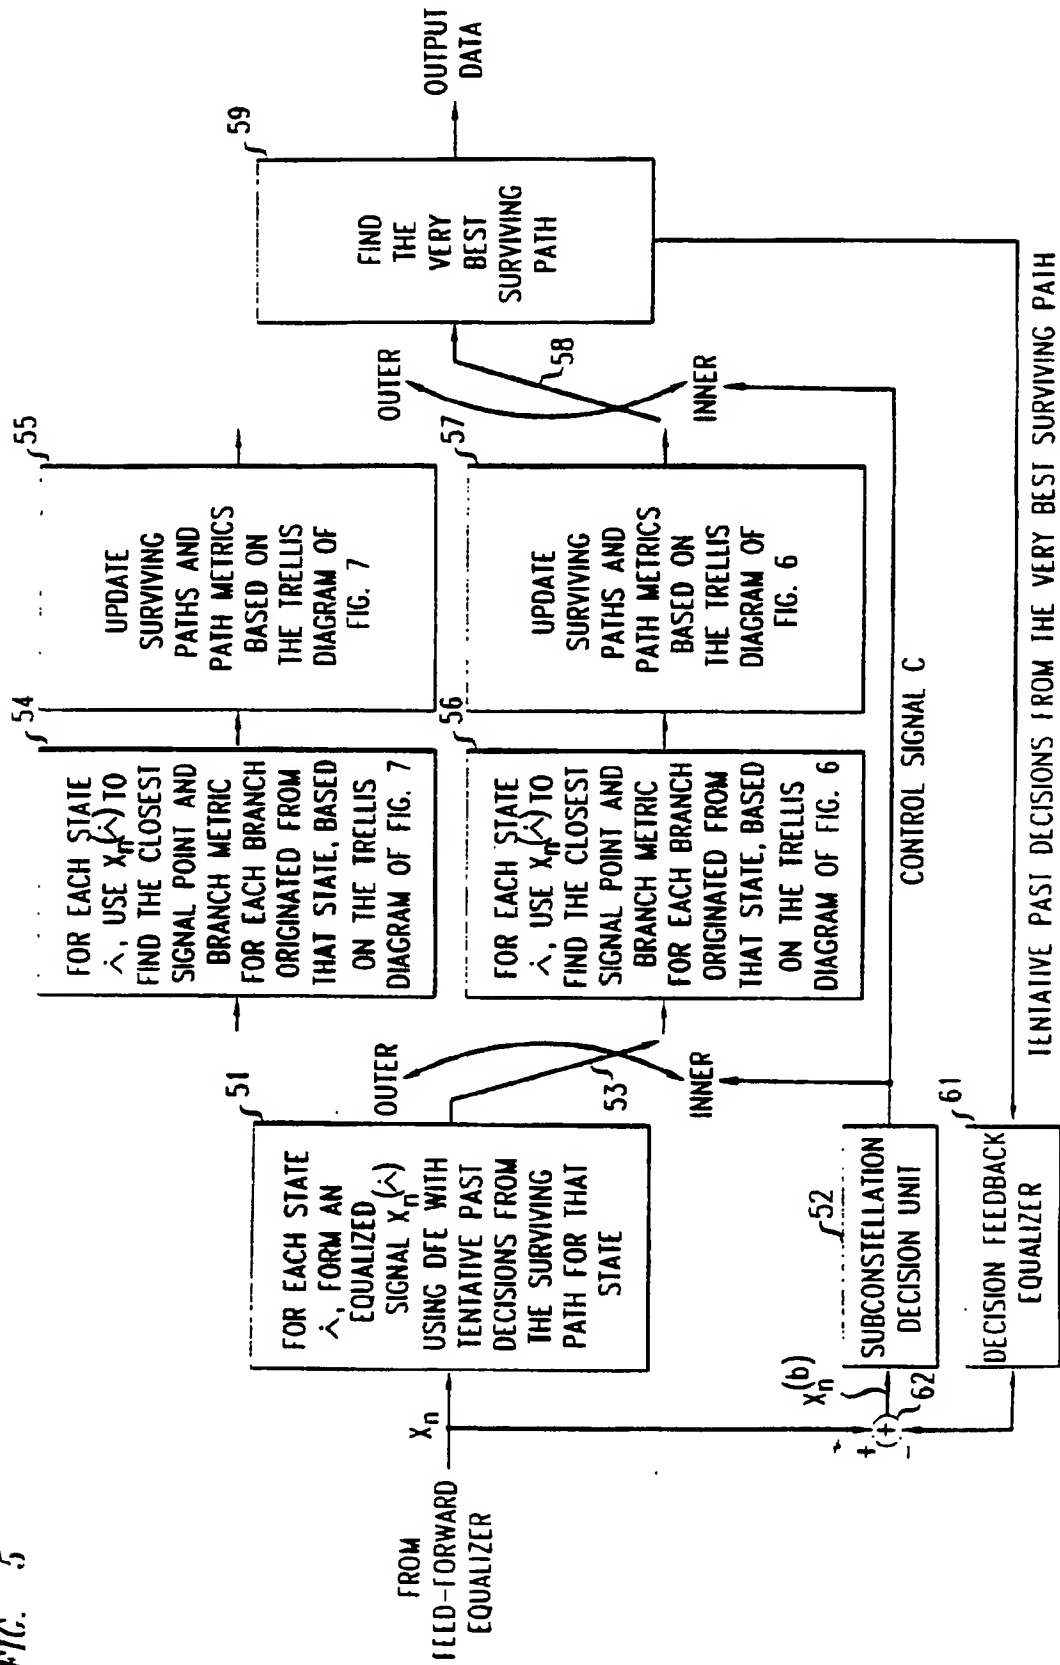 FIG. 5
FROM
FEED-FORWARD
EQUALIZER
Xn
51
FOR EACH STATE
λ, FORM AN
EQUALIZED
SIGNAL Xn(λ)
USING DFE WITH
TENTATIVE PAST
DECISIONS FROM
THE SURVIVING
PATH FOR THAT
STATE
OUTER
53
INNER
54
FOR EACH STATE
λ, USE Xn(λ) TO
FIND THE CLOSEST
SIGNAL POINT AND
BRANCH METRIC
FOR EACH BRANCH
ORIGINATED FROM
THAT STATE, BASED
ON THE TRELLIS
DIAGRAM OF FIG. 7
55
UPDATE
SURVIVING
PATHS AND
PATH METRICS
BASED ON
THE TRELLIS
DIAGRAM OF
FIG. 7
56
FOR EACH STATE
λ, USE Xn(λ) TO
FIND THE CLOSEST
SIGNAL POINT AND
BRANCH METRIC
FOR EACH BRANCH
ORIGINATED FROM
THAT STATE, BASED
ON THE TRELLIS
DIAGRAM OF FIG. 6
57
UPDATE
SURVIVING
PATHS AND
PATH METRICS
BASED ON
THE TRELLIS
DIAGRAM OF
FIG. 6
OUTER
58
INNER
59
FIND
THE
VERY
BEST
SURVIVING
PATH
OUTPUT
DATA
Xn(b)
+
+
-
62
52
SUBCONSTELLATION
DECISION UNIT
CONTROL SIGNAL C
61
DECISION FEEDBACK
EQUALIZER
TENTATIVE PAST DECISIONS FROM THE VERY BEST SURVIVING PATH